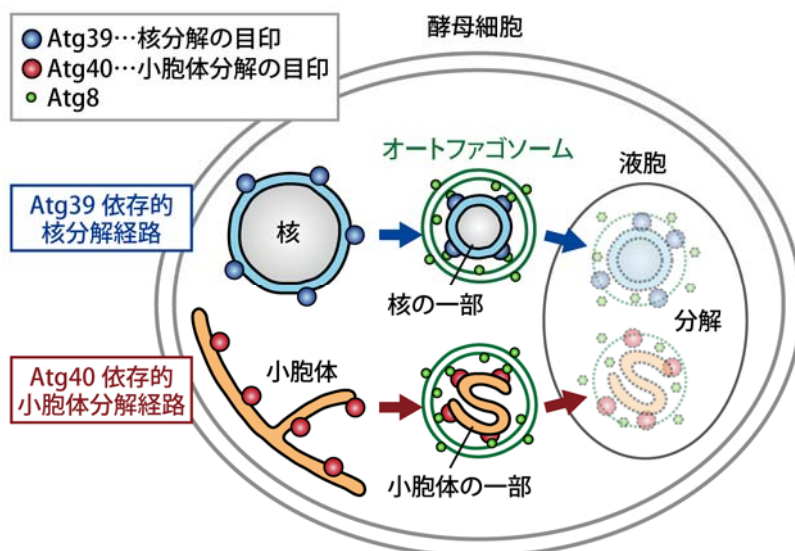 酵母細胞
Atg39…核分解の目印
Atg40…小胞体分解の目印
Atg8
オートファゴソーム
液胞
Atg39 依存的
核分解経路
核
核の一部
分解
Atg40 依存的
小胞体分解経路
小胞体
小胞体の一部